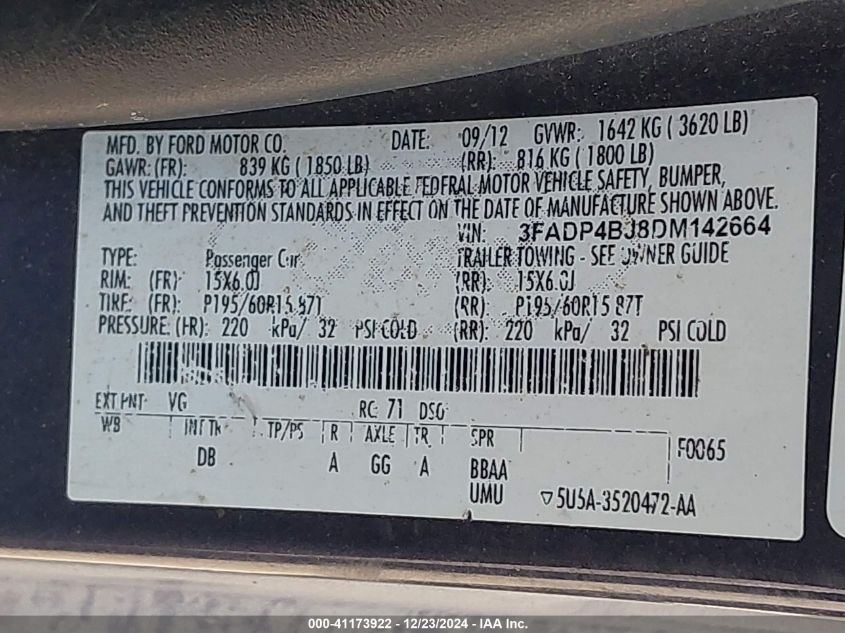 MFD. BY FORD MOTOR CO. DATE: 09/12 GVWR: 1642 KG ( 3620 LB)
GAWR: (FR): 839 KG ( 1850 LB) (RR): 816 KG ( 1800 LB)
THIS VEHICLE CONFORMS TO ALL APPLICABLE FEDERAL MOTOR VEHICLE SAFETY, BUMPER,
AND THEFT PREVENTION STANDARDS IN EFFECT ON THE DATE OF MANUFACTURE SHOWN ABOVE.
VIN: 3FADP4BJ8DM142664
TYPE: Passenger Car TRAILER TOWING - SEE OWNER GUIDE
RIM: (FR): 15X6.0J (RR): 15X6.0J
TIRE: (FR): P195/60R15 87T (RR): P195/60R15 87T
PRESSURE: (FR): 220 kPa/ 32 PSI COLD (RR): 220 kPa/ 32 PSI COLD
EXT PNT: VG RC: 71 DSO:
WB INT TR TP/PS R AXLE TR SPR F0065
DB A GG A BBAA
UMU ▽5U5A-3520472-AA
000-41173922 - 12/23/2024 - IAA Inc.